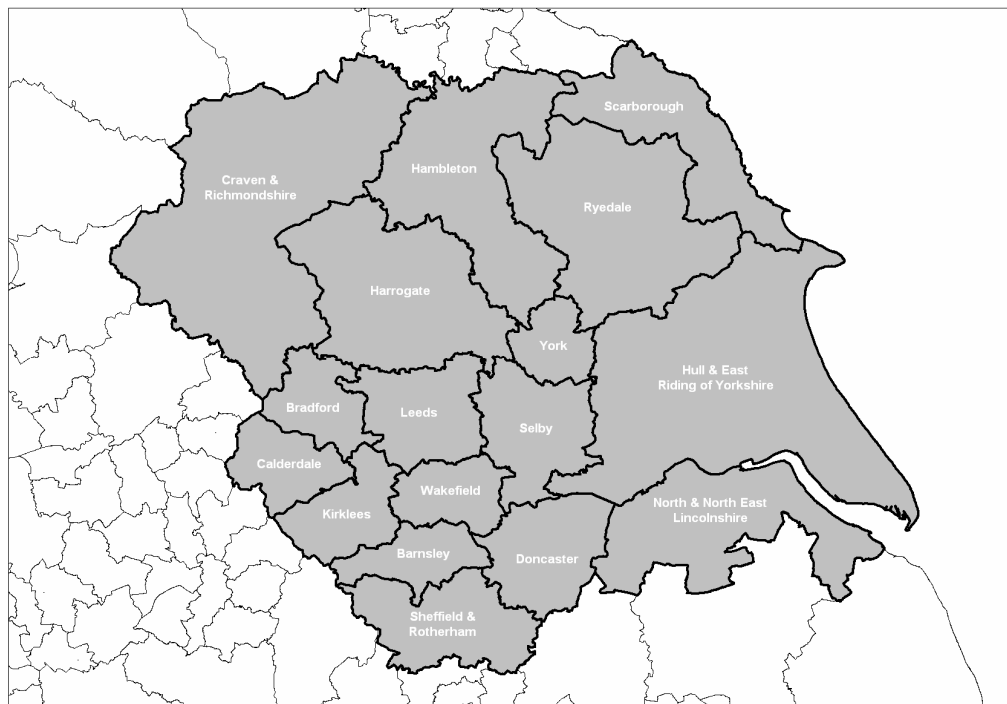 Scarborough
Hambleton
Craven &
Richmondshire
Ryedale
Harrogate
York
Hull & East
Riding of Yorkshire
Bradford
Leeds
Selby
Calderdale
Wakefield
North & North East
Lincolnshire
Kirklees
Barnsley
Doncaster
Sheffield &
Rotherham